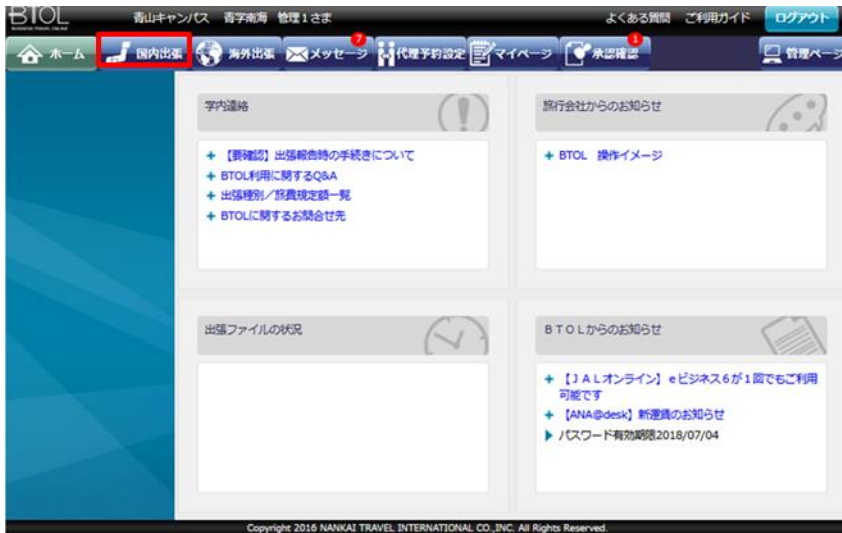 BTOL
青山キャンパス 青学南海 管理1さま
よくある質問 ご利用ガイド ログアウト
ホーム 国内出張 海外出張 メッセージ 7 代理予約設定 マイページ 承認確認 1 管理ページ
学内連絡
【要確認】出張報告時の手続きについて
BTOL利用に関するQ&A
出張種別/旅費規定額一覧
BTOLに関するお問合せ先
旅行会社からのお知らせ
BTOL 操作イメージ
出張ファイルの状況
BTOLからのお知らせ
【JALオンライン】eビジネス6が1回でもご利用
可能です
【ANA@desk】新運賃のお知らせ
パスワード有効期限2018/07/04
Copyright 2016 NANKAI TRAVEL INTERNATIONAL CO.,INC. All Rights Reserved.